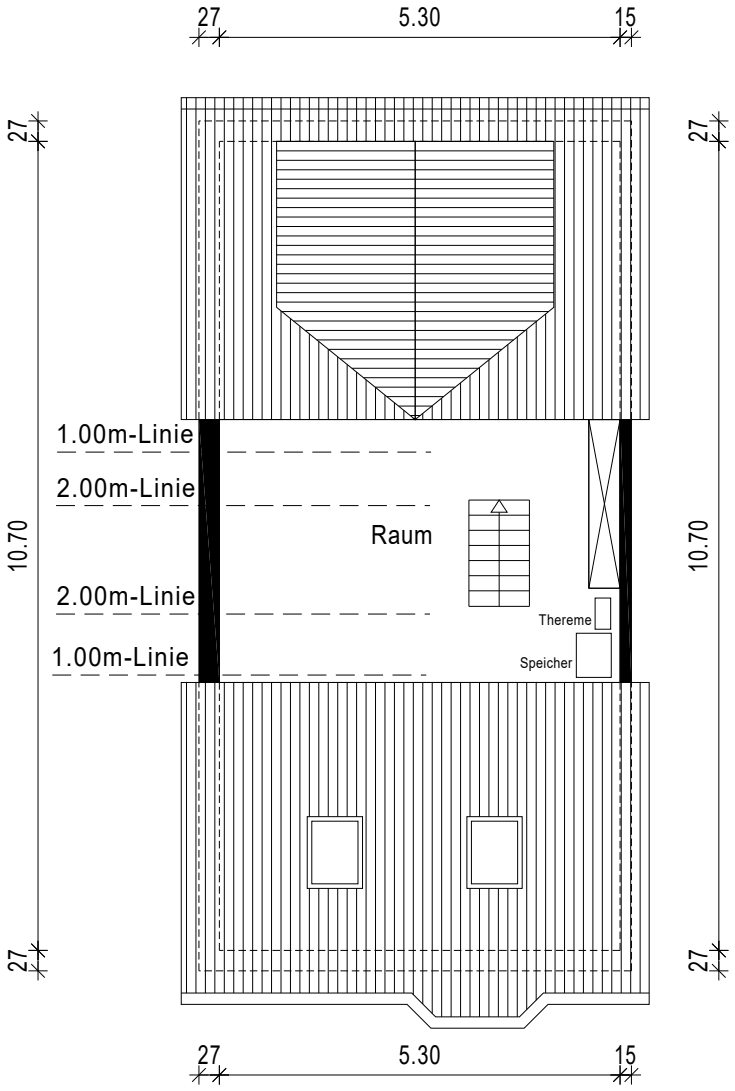 27 5.30 15
27
27
1.00m-Linie
2.00m-Linie
Raum
10.70
10.70
2.00m-Linie
Thereme
1.00m-Linie
Speicher
27
27
27 5.30 15